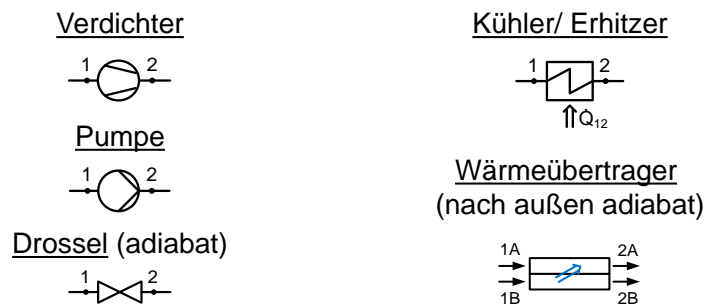 Verdichter
1 2
Pumpe
1 2
Drossel (adiabat)
1 2
Kühler/ Erhitzer
1 2
Q̇₁₂
Wärmeübertrager
(nach außen adiabat)
1A 2A
1B 2B